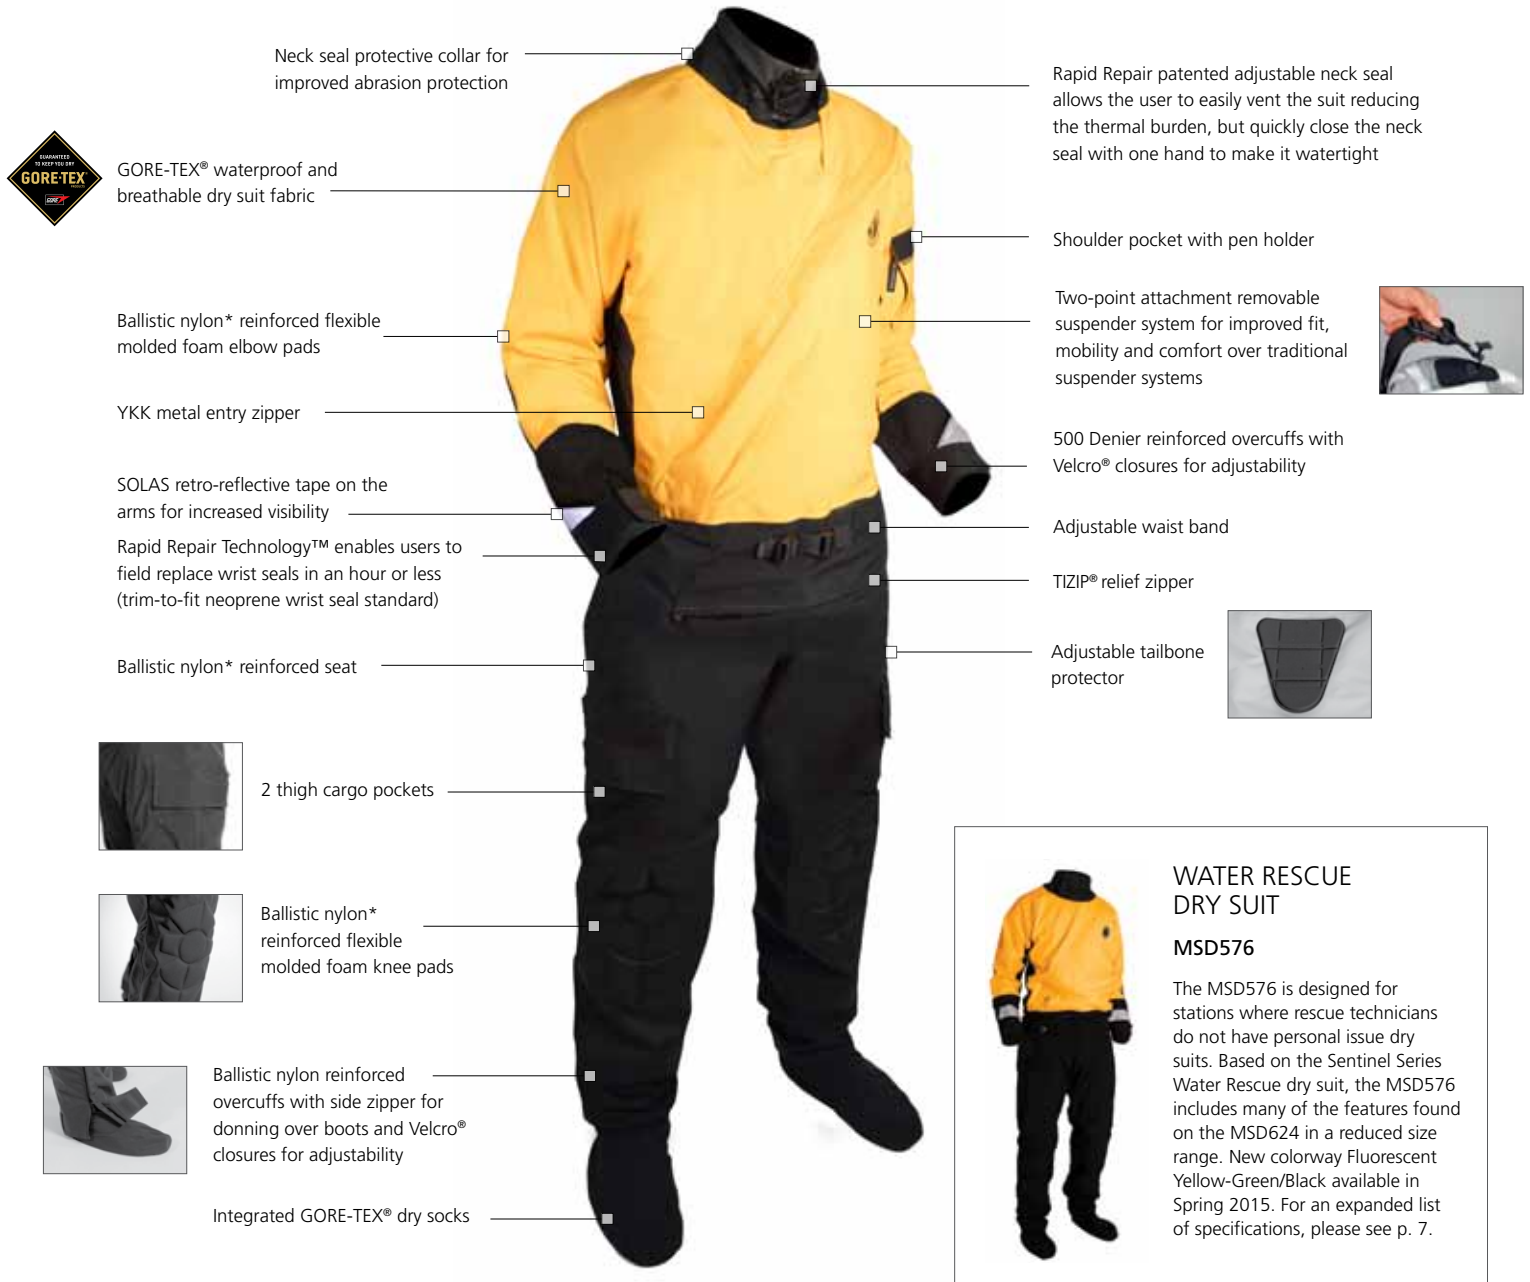 Neck seal protective collar for
improved abrasion protection
GUARANTEED
TO KEEP YOU DRY
GORE-TEX®
PRODUCTS
GORE
GORE-TEX® waterproof and
breathable dry suit fabric
Ballistic nylon* reinforced flexible
molded foam elbow pads
YKK metal entry zipper
SOLAS retro-reflective tape on the
arms for increased visibility
Rapid Repair Technology™ enables users to
field replace wrist seals in an hour or less
(trim-to-fit neoprene wrist seal standard)
Ballistic nylon* reinforced seat
2 thigh cargo pockets
Ballistic nylon*
reinforced flexible
molded foam knee pads
Ballistic nylon reinforced
overcuffs with side zipper for
donning over boots and Velcro®
closures for adjustability
Integrated GORE-TEX® dry socks
Rapid Repair patented adjustable neck seal
allows the user to easily vent the suit reducing
the thermal burden, but quickly close the neck
seal with one hand to make it watertight
Shoulder pocket with pen holder
Two-point attachment removable
suspender system for improved fit,
mobility and comfort over traditional
suspender systems
500 Denier reinforced overcuffs with
Velcro® closures for adjustability
Adjustable waist band
TIZIP® relief zipper
Adjustable tailbone
protector
WATER RESCUE
DRY SUIT
MSD576
The MSD576 is designed for
stations where rescue technicians
do not have personal issue dry
suits. Based on the Sentinel Series
Water Rescue dry suit, the MSD576
includes many of the features found
on the MSD624 in a reduced size
range. New colorway Fluorescent
Yellow-Green/Black available in
Spring 2015. For an expanded list
of specifications, please see p. 7.